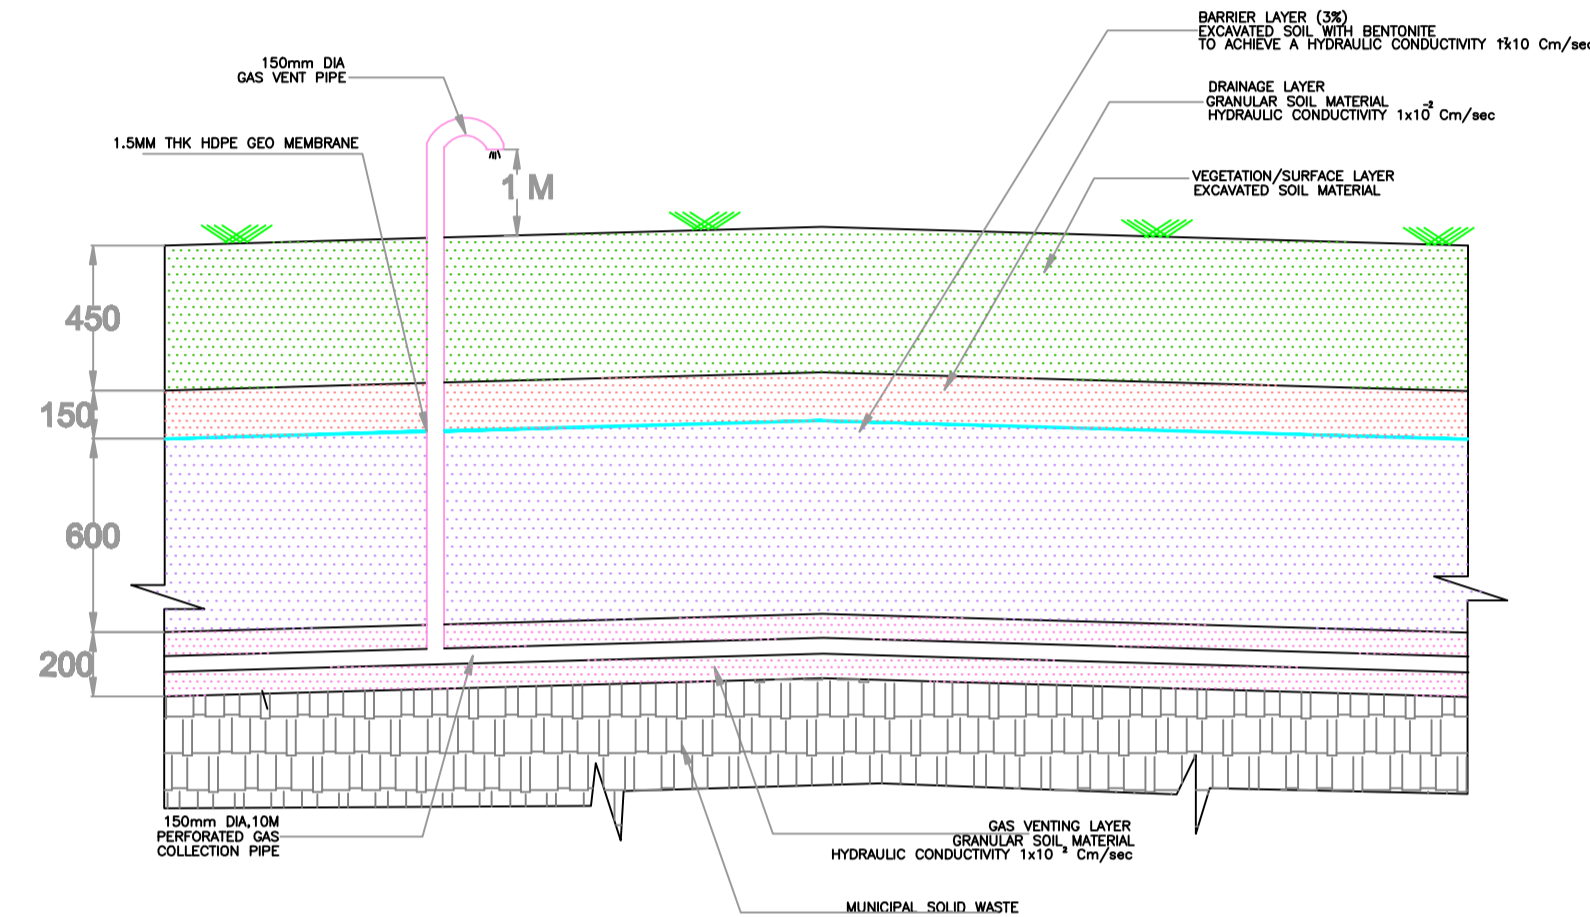 BARRIER LAYER (3%)
EXCAVATED SOIL WITH BENTONITE
TO ACHIEVE A HYDRAULIC CONDUCTIVITY 1x10 Cm/sec
150mm DIA
GAS VENT PIPE
DRAINAGE LAYER
GRANULAR SOIL MATERIAL
HYDRAULIC CONDUCTIVITY 1x10⁻² Cm/sec
1.5MM THK HDPE GEO MEMBRANE
1 M
VEGETATION/SURFACE LAYER
EXCAVATED SOIL MATERIAL
450
150
600
200
150mm DIA,10M
PERFORATED GAS
COLLECTION PIPE
GAS VENTING LAYER
GRANULAR SOIL MATERIAL
HYDRAULIC CONDUCTIVITY 1x10 ² Cm/sec
MUNICIPAL SOLID WASTE